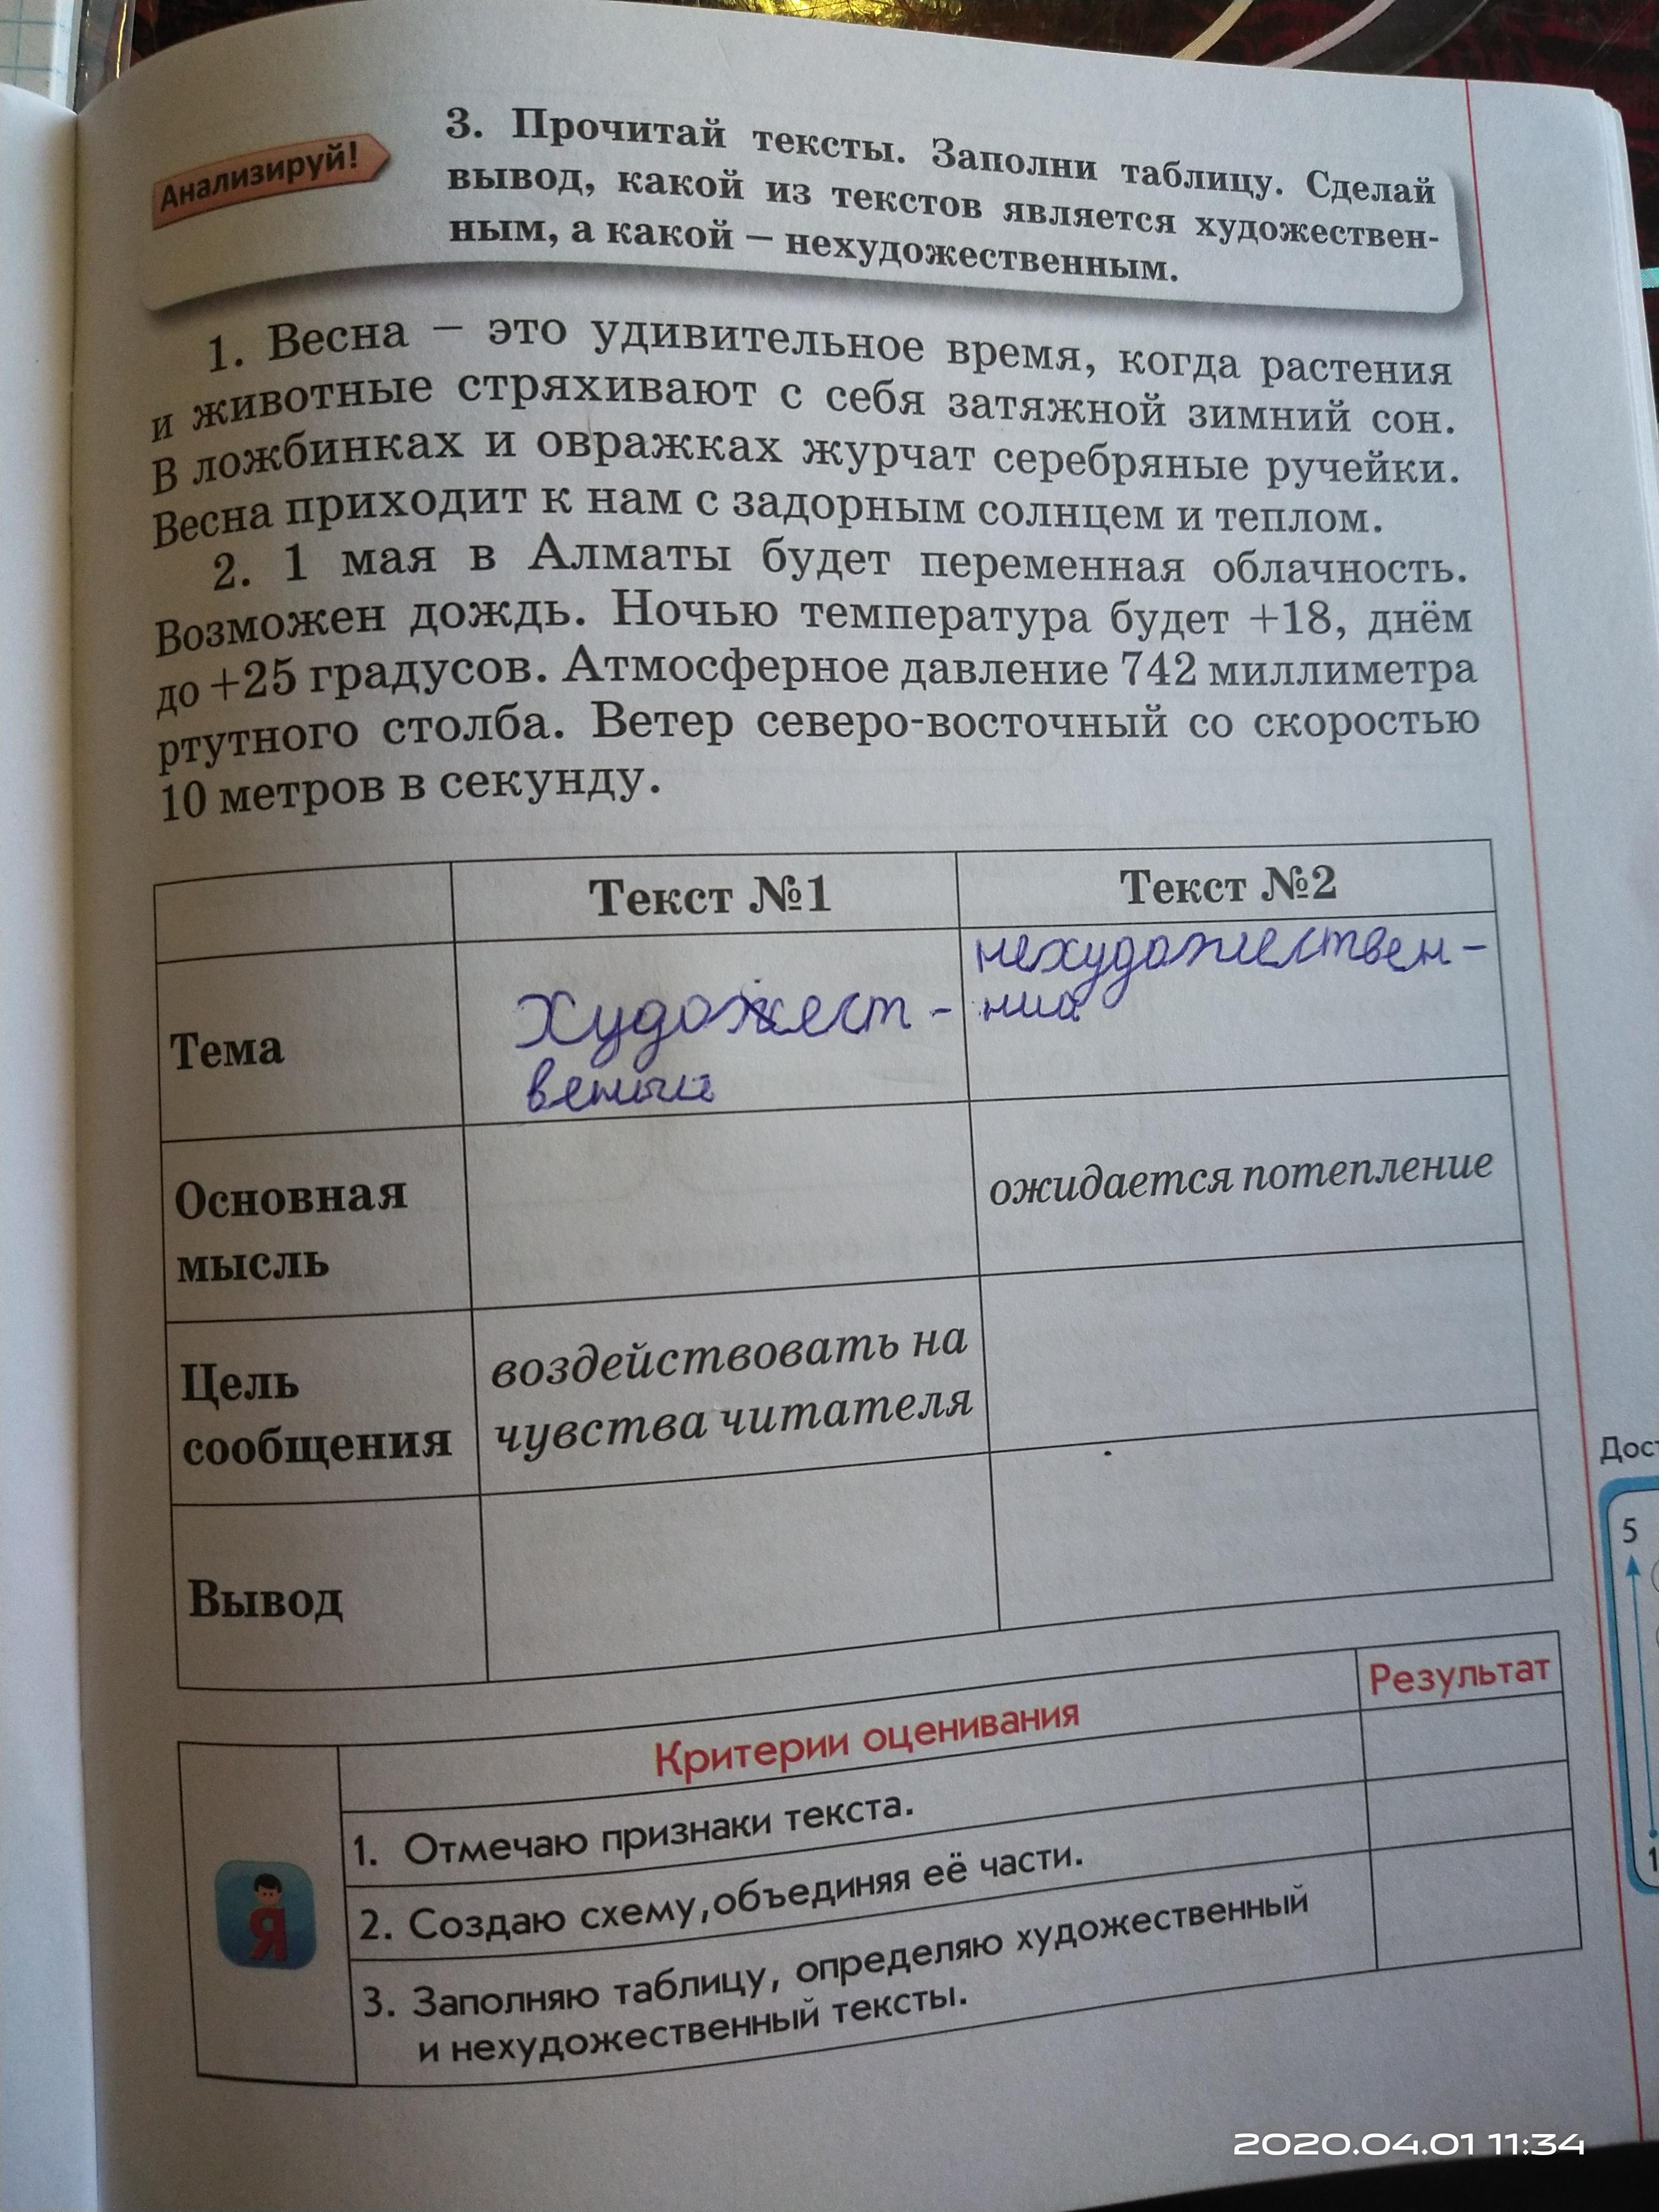 Анализируй!
3. Прочитай тексты. Заполни таблицу. Сделай
вывод, какой из текстов является художествен-
ным, а какой – нехудожественным.
1. Весна – это удивительное время, когда растения
и животные стряхивают с себя затяжной зимний сон.
В ложбинках и овражках журчат серебряные ручейки.
Весна приходит к нам с задорным солнцем и теплом.
2. 1 мая в Алматы будет переменная облачность.
Возможен дождь. Ночью температура будет +18, днём
до +25 градусов. Атмосферное давление 742 миллиметра
ртутного столба. Ветер северо-восточный со скоростью
10 метров в секунду.
Текст №1
Текст №2
Тема
Художест -
нехудожествен -
Основная
мысль
ожидается потепление
Цель
сообщения
воздействовать на
чувства читателя
Вывод
Критерии оценивания
Результат
1. Отмечаю признаки текста.
2. Создаю схему, объединяя её части.
3. Заполняю таблицу, определяю художественный
и нехудожественный тексты.
Я
5
1
2020.04.01 11:34